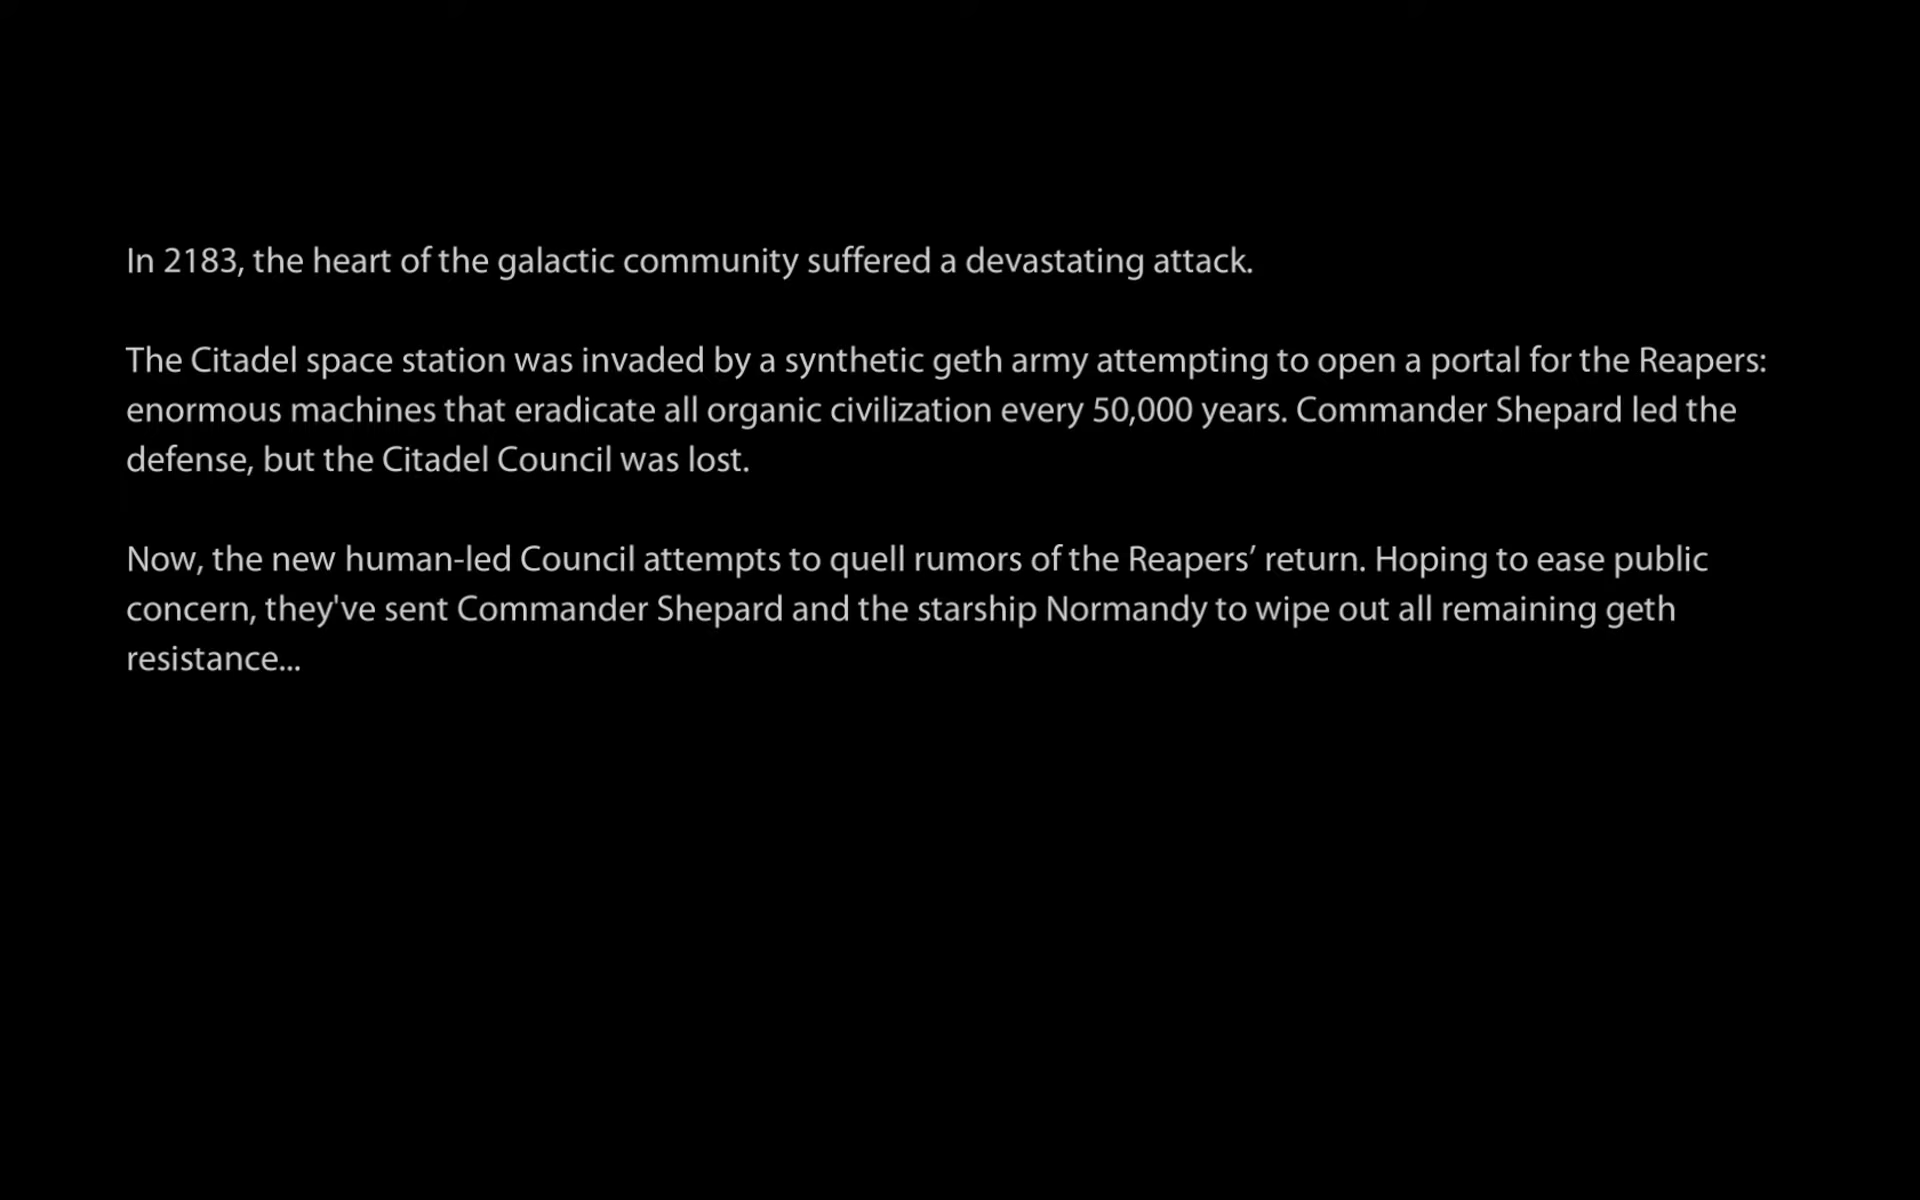 In 2183, the heart of the galactic community suffered a devastating attack.
The Citadel space station was invaded by a synthetic geth army attempting to open a portal for the Reapers:
enormous machines that eradicate all organic civilization every 50,000 years. Commander Shepard led the
defense, but the Citadel Council was lost.
Now, the new human-led Council attempts to quell rumors of the Reapers’ return. Hoping to ease public
concern, they've sent Commander Shepard and the starship Normandy to wipe out all remaining geth
resistance...